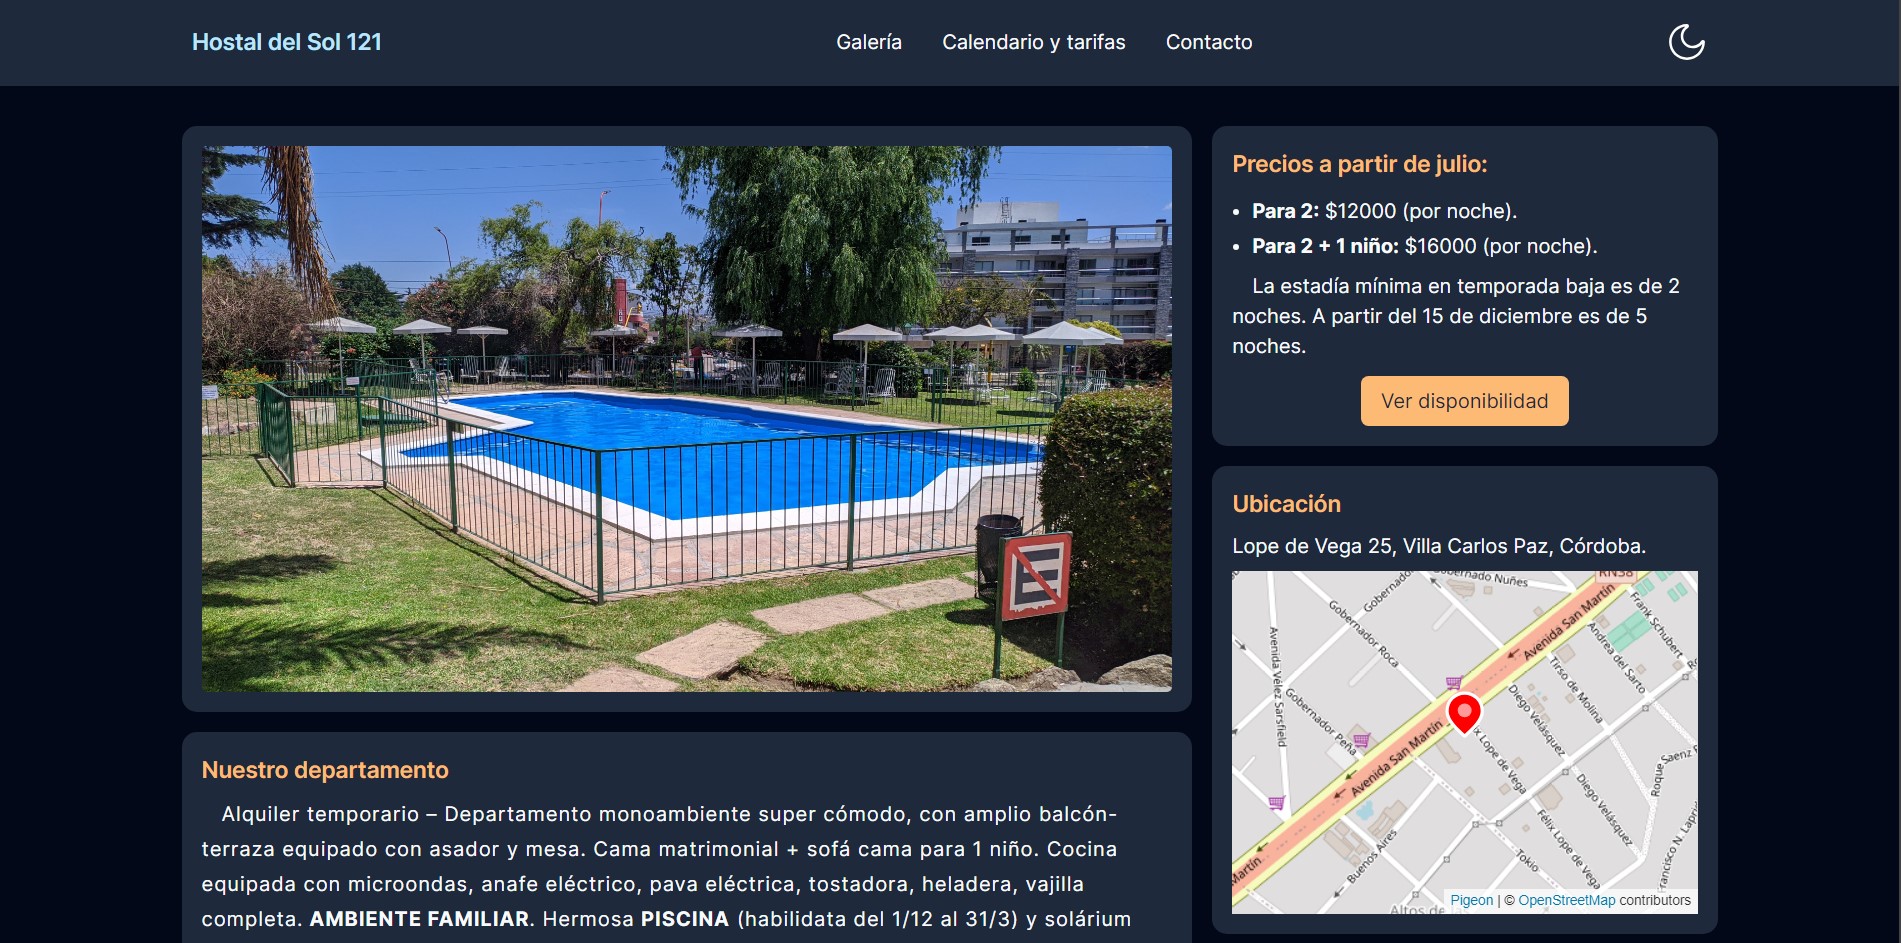 Hostal del Sol 121
Galería
Calendario y tarifas
Contacto
Precios a partir de julio:
• Para 2: $12000 (por noche).
• Para 2 + 1 niño: $16000 (por noche).
La estadía mínima en temporada baja es de 2
noches. A partir del 15 de diciembre es de 5
noches.
Ver disponibilidad
Ubicación
Lope de Vega 25, Villa Carlos Paz, Córdoba.
RN38
Gobernador
Gobernador Roca
Avenida San Martín
Frank Schubert
Andrea del Sarto
Avenida Vélez Sarsfield
Tirso de Molina
Diego Velásquez
Gobernador Peña
Avenida San Martín
Félix Lope de Vega
Roque Saenz
Diego Velásquez
Buenos Aires
Félix Lope de Vega
Tokio
Martín
Pigeon | © OpenStreetMap contributors
Nuestro departamento
Alquiler temporario – Departamento monoambiente super cómodo, con amplio balcón-
terraza equipado con asador y mesa. Cama matrimonial + sofá cama para 1 niño. Cocina
equipada con microondas, anafe eléctrico, pava eléctrica, tostadora, heladera, vajilla
completa. AMBIENTE FAMILIAR. Hermosa PISCINA (habilidata del 1/12 al 31/3) y solárium